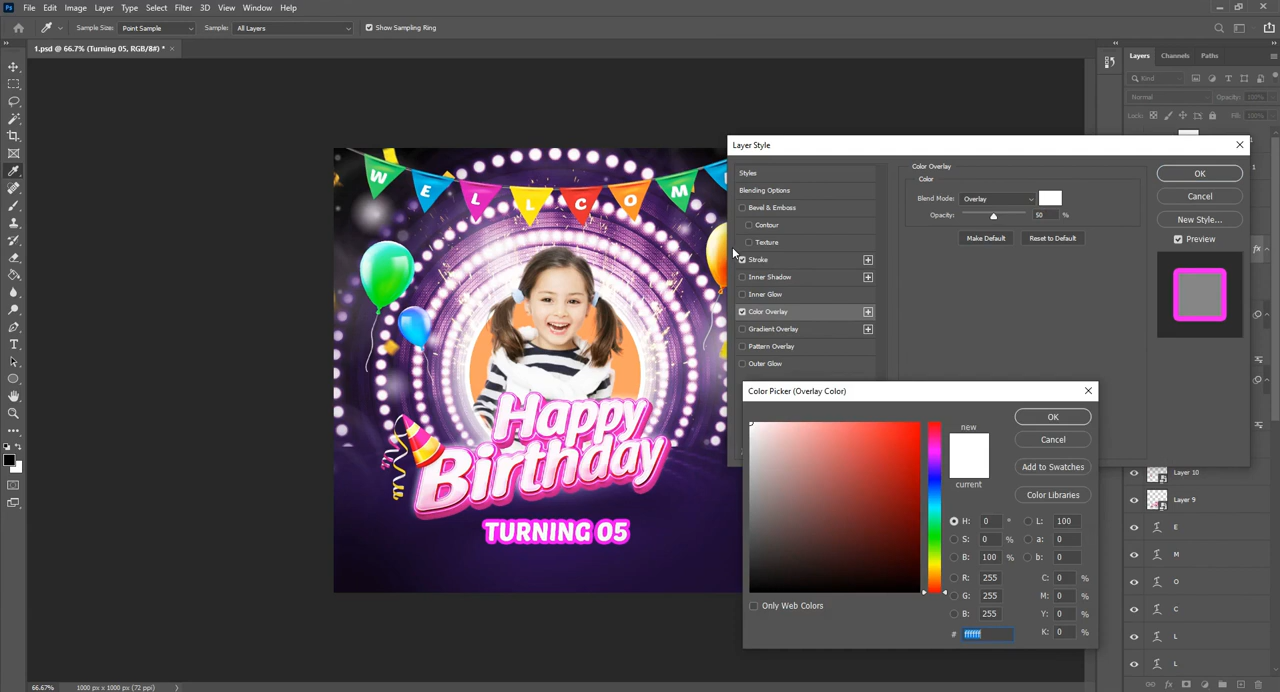 Ps File Edit Image Layer Type Select Filter 3D View Window Help
Sample Size: Point Sample Sample: All Layers Show Sampling Ring
1.psd @ 66.7% (Turning 05, RGB/8#) * ×
Layers Channels Paths
Kind
Normal Opacity: 100%
Lock: Fill: 100%
Layer Style
Styles
Blending Options
Bevel & Emboss
Contour
Texture
Stroke
Inner Shadow
Inner Glow
Color Overlay
Gradient Overlay
Pattern Overlay
Outer Glow
Color Overlay
Color
Blend Mode: Overlay
Opacity: 50 %
Make Default Reset to Default
OK
Cancel
New Style...
Preview
fx
W E L L C O M
Happy
Birthday
TURNING 05
Color Picker (Overlay Color)
new
current
OK
Cancel
Add to Swatches
Color Libraries
H: 0 ° L: 100
S: 0 % a: 0
B: 100 % b: 0
R: 255 C: 0 %
G: 255 M: 0 %
B: 255 Y: 0 %
# ffffff K: 0 %
Only Web Colors
Layer 10
Layer 9
E
M
O
C
L
L
66.67% 1000 px x 1000 px (72 ppi)
fx